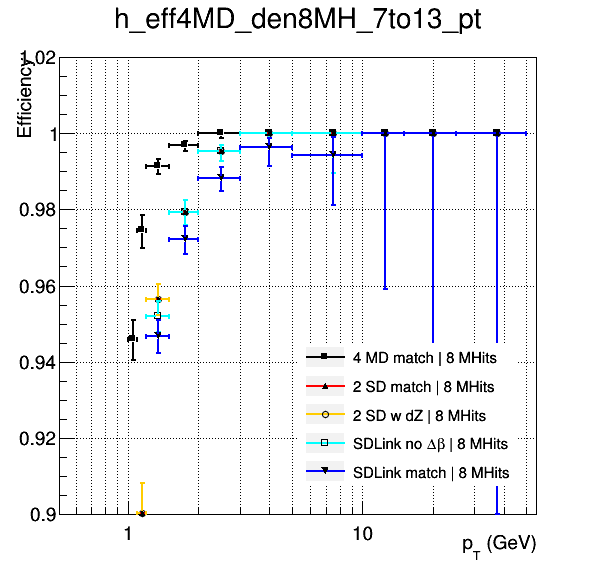 h_eff4MD_den8MH_7to13_pt
Efficiency
1.02
1
0.98
0.96
0.94
0.92
0.9
4 MD match | 8 MHits
2 SD match | 8 MHits
2 SD w dZ | 8 MHits
SDLink no Δβ | 8 MHits
SDLink match | 8 MHits
1
10
p_T (GeV)